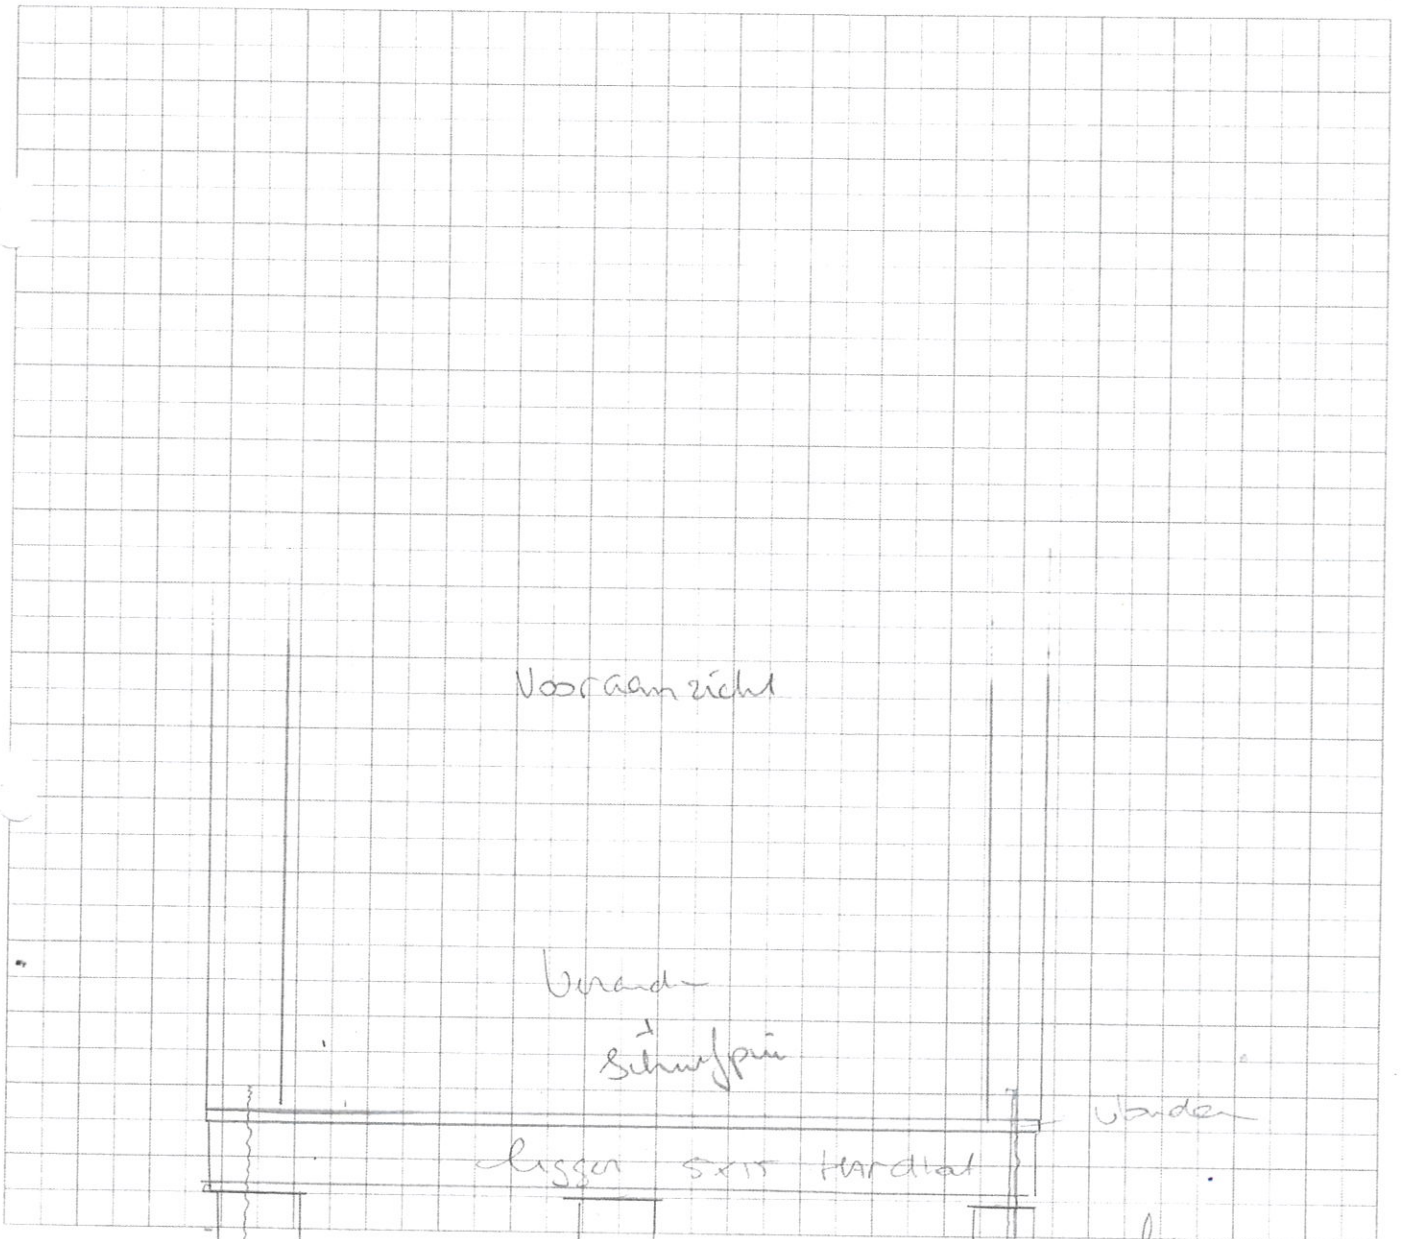 Vooraanzicht
Veranda
+
Schuifpui
vlonder
ligger 5x15 Hardhout